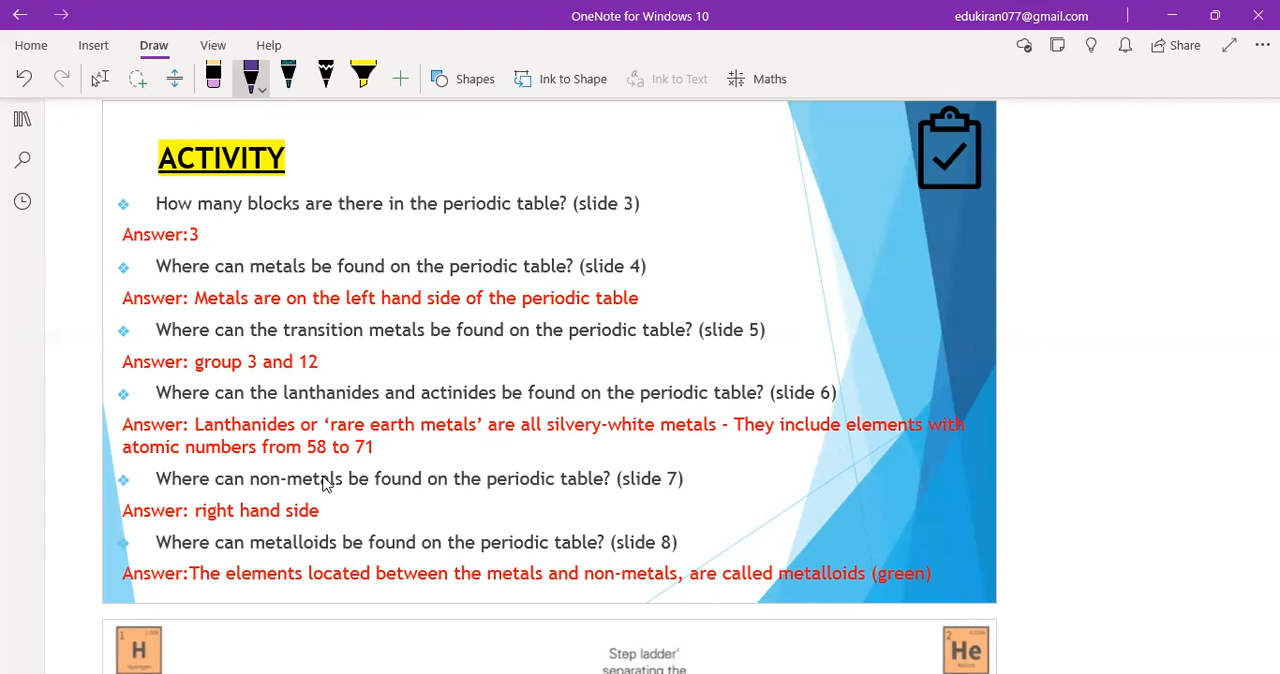 OneNote for Windows 10
edukiran077@gmail.com
Home Insert Draw View Help
Share
Shapes Ink to Shape Ink to Text Maths
ACTIVITY
How many blocks are there in the periodic table? (slide 3)
Answer:3
Where can metals be found on the periodic table? (slide 4)
Answer: Metals are on the left hand side of the periodic table
Where can the transition metals be found on the periodic table? (slide 5)
Answer: group 3 and 12
Where can the lanthanides and actinides be found on the periodic table? (slide 6)
Answer: Lanthanides or ‘rare earth metals’ are all silvery-white metals - They include elements with
atomic numbers from 58 to 71
Where can non-metals be found on the periodic table? (slide 7)
Answer: right hand side
Where can metalloids be found on the periodic table? (slide 8)
Answer:The elements located between the metals and non-metals, are called metalloids (green)
1
H
Hydrogen
Step ladder'
separating the
2
He